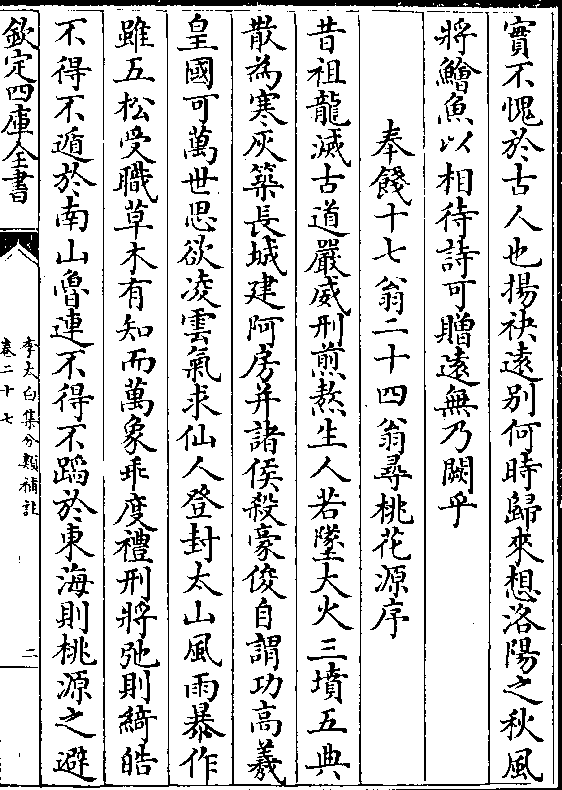 實不愧於古人也揚袂遠别何時歸來想洛陽之秋風
將鱠魚以相待詩可贈遠無乃闕乎
奉餞十七翁二十四翁尋桃花源序
昔祖龍滅古道嚴威刑煎熬生人若墜大火三墳五典
散為寒灰築長城建阿房并諸侯殺豪俊自謂功高羲
皇國可萬世思欲凌雲氣求仙人登封太山風雨暴作
雖五松受職草木有知而萬象乖度禮刑將弛則綺皓
不得不遁於南山魯連不得不蹈於東海則桃源之避
欽定四庫全書
李太白集分類補註
卷二十七
二